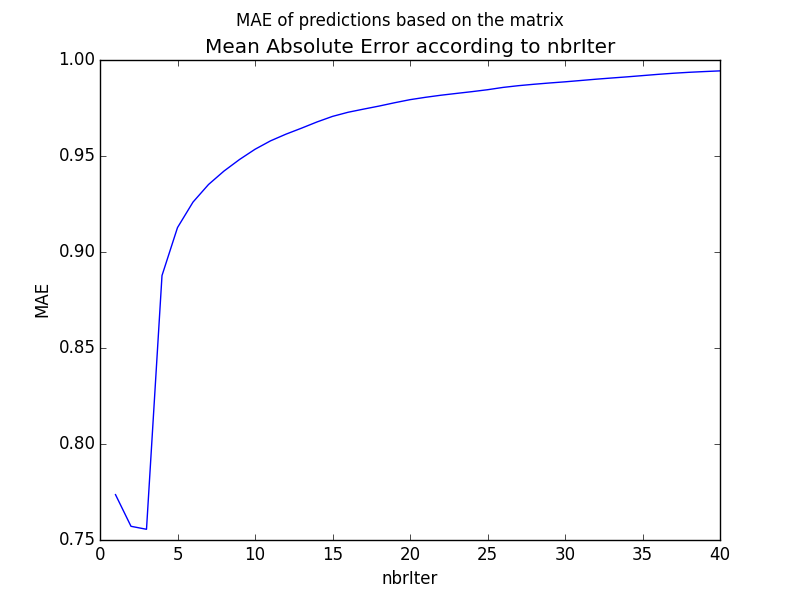 MAE of predictions based on the matrix
Mean Absolute Error according to nbrIter
1.00
0.95
0.90
0.85
0.80
0.75
MAE
0 5 10 15 20 25 30 35 40
nbrIter